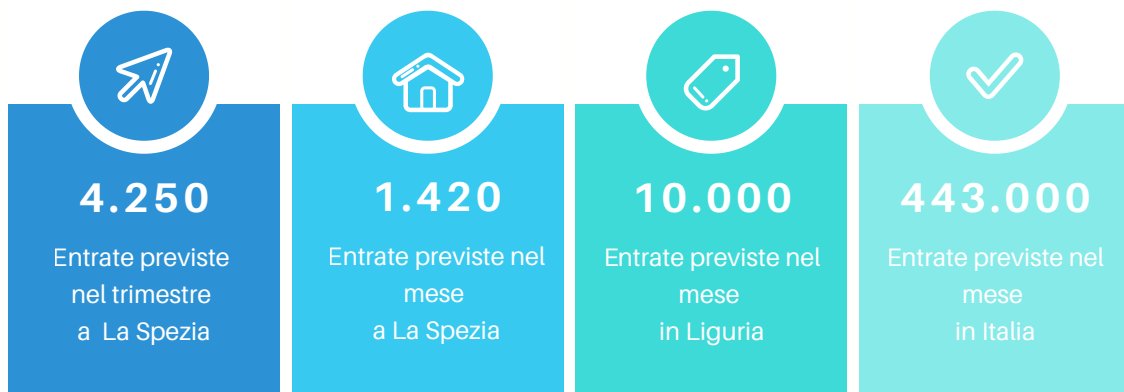 4.250
Entrate previste
nel trimestre
a La Spezia
1.420
Entrate previste nel
mese
a La Spezia
10.000
Entrate previste nel
mese
in Liguria
443.000
Entrate previste nel
mese
in Italia